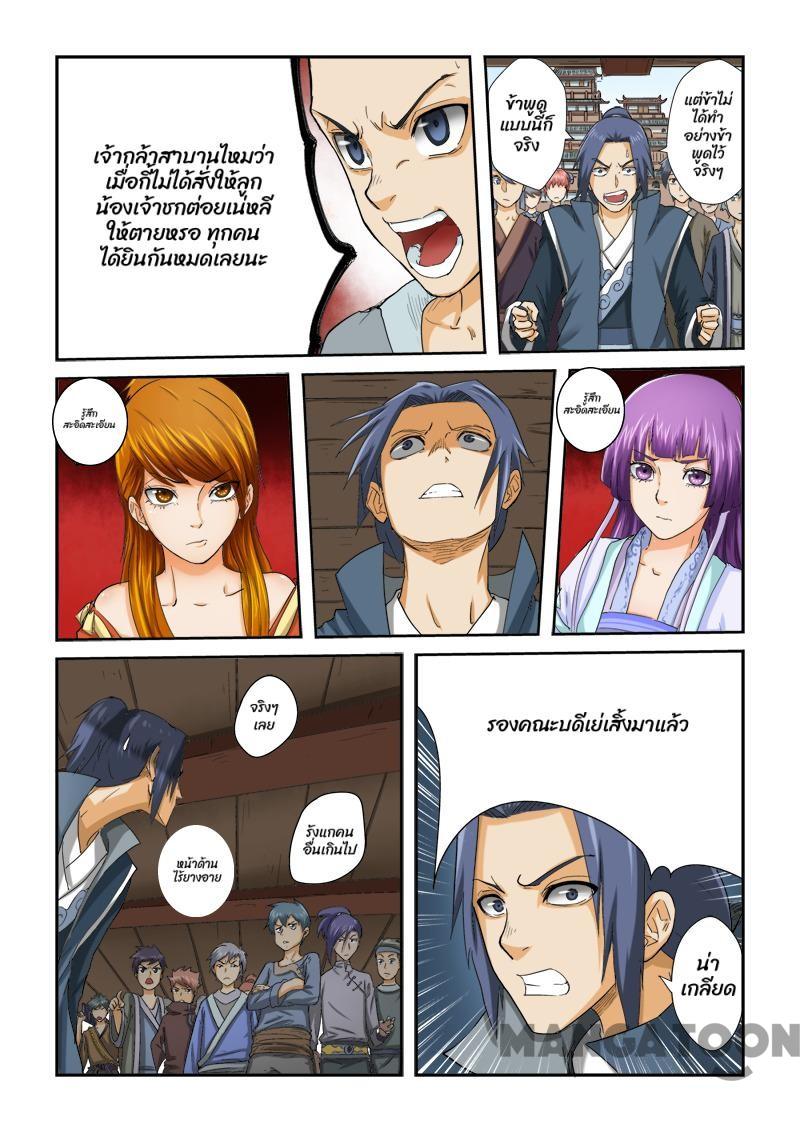 เจ้ากล้าสาบานไหมว่า
เมื่อกี้ไม่ได้สั่งให้ลูก
น้องเจ้าชกต่อยเน่หลี
ให้ตายหรอ ทุกคน
ได้ยินกันหมดเลยนะ
ข้าพูด
แบบนี้ก็
จริง
แต่ข้าไม่
ได้ทำ
อย่างข้า
พูดไว้
จริงๆ
รู้สึก
สะอิดสะเอียน
รู้สึก
สะอิดสะเอียน
จริงๆ
เลย
รังแกคน
อื่นเกินไป
หน้าด้าน
ไร้ยางอาย
รองคณะบดีเย่เสิ้งมาแล้ว
น่า
เกลียด
MANGATOON